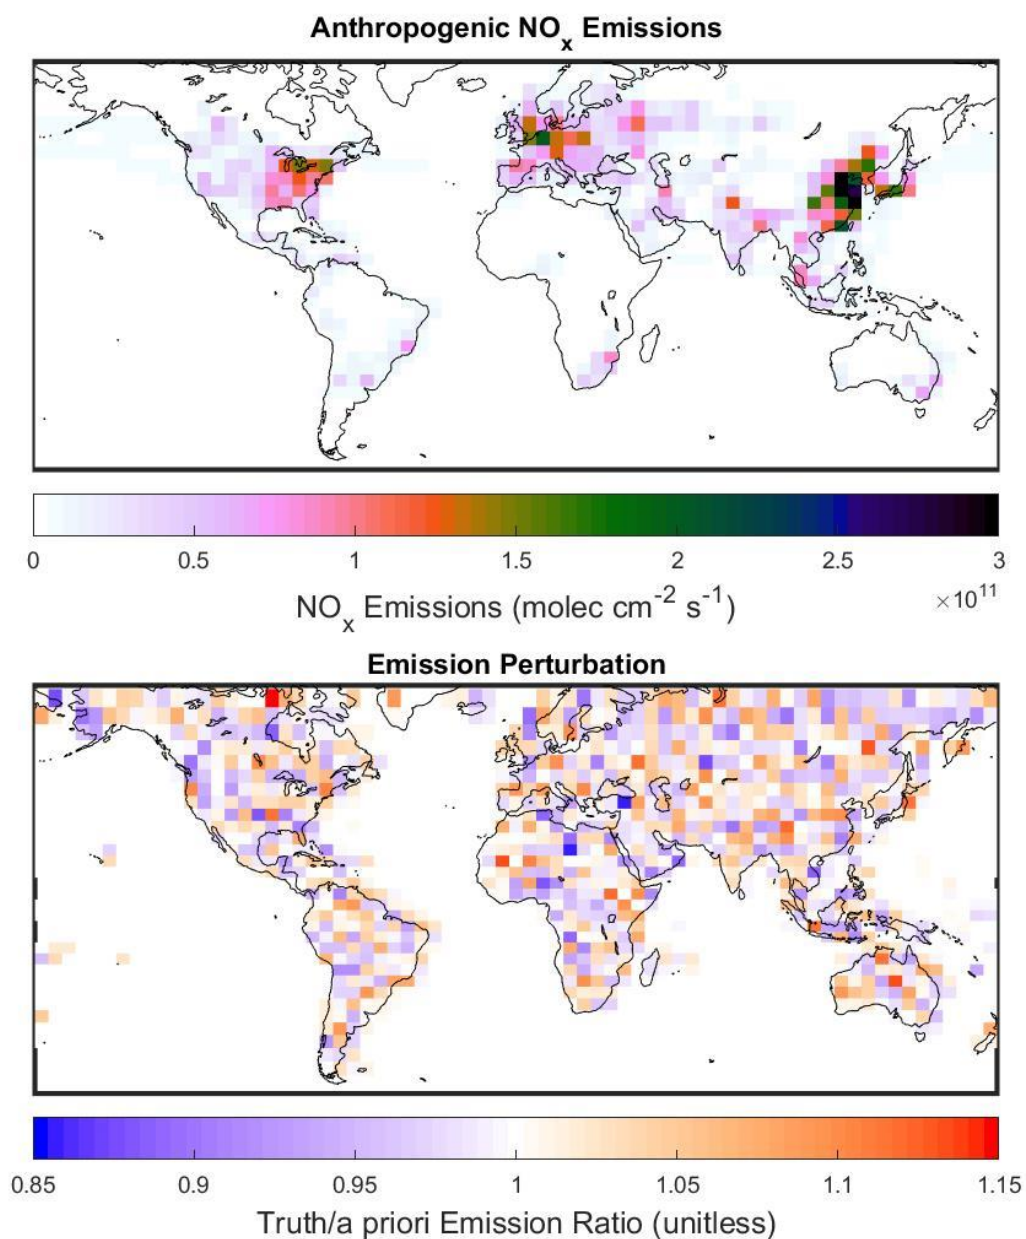 Anthropogenic NOₓ Emissions
0 0.5 1 1.5 2 2.5 3
×10¹¹
NOₓ Emissions (molec cm⁻² s⁻¹)
Emission Perturbation
0.85 0.9 0.95 1 1.05 1.1 1.15
Truth/a priori Emission Ratio (unitless)